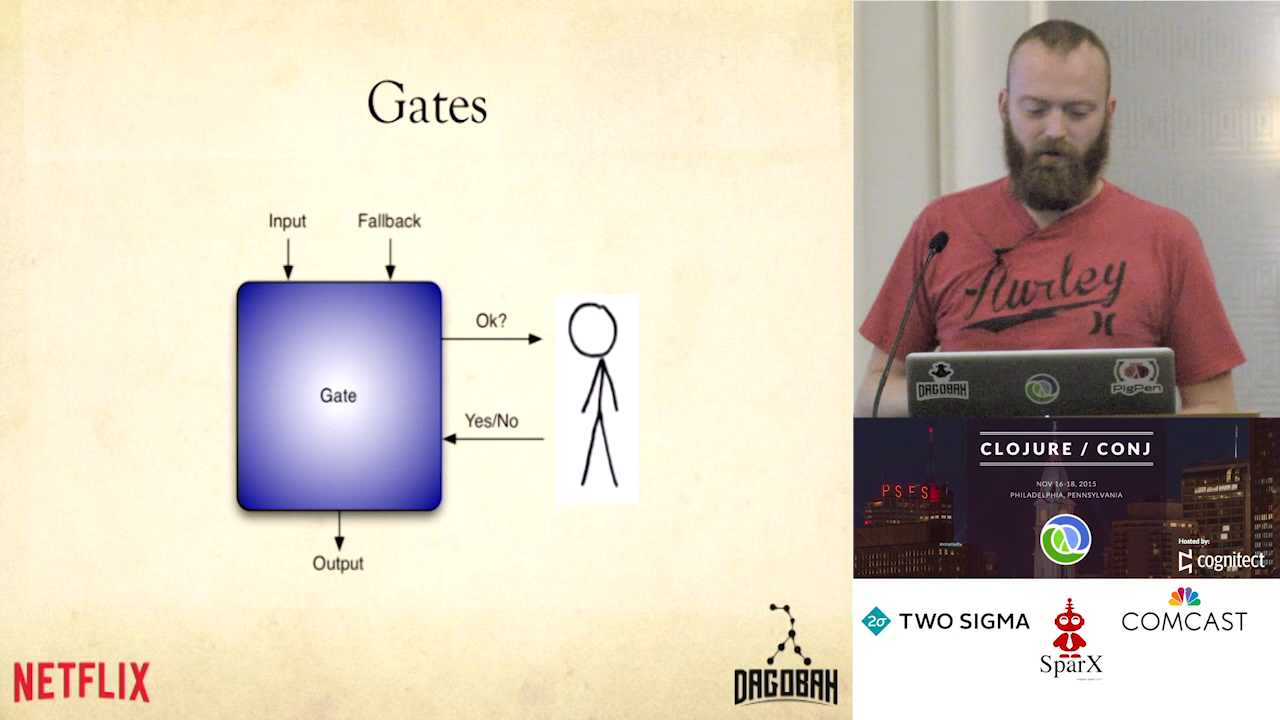 Gates
Input
Fallback
Ok?
Gate
Yes/No
Output
NETFLIX
DAGOBAH
Hurley
DAGOBAH
PigPen
CLOJURE / CONJ
NOV 16-18, 2015
PHILADELPHIA, PENNSYLVANIA
PSFS
Hosted by:
cognitect
2σ TWO SIGMA
SparX
COMCAST